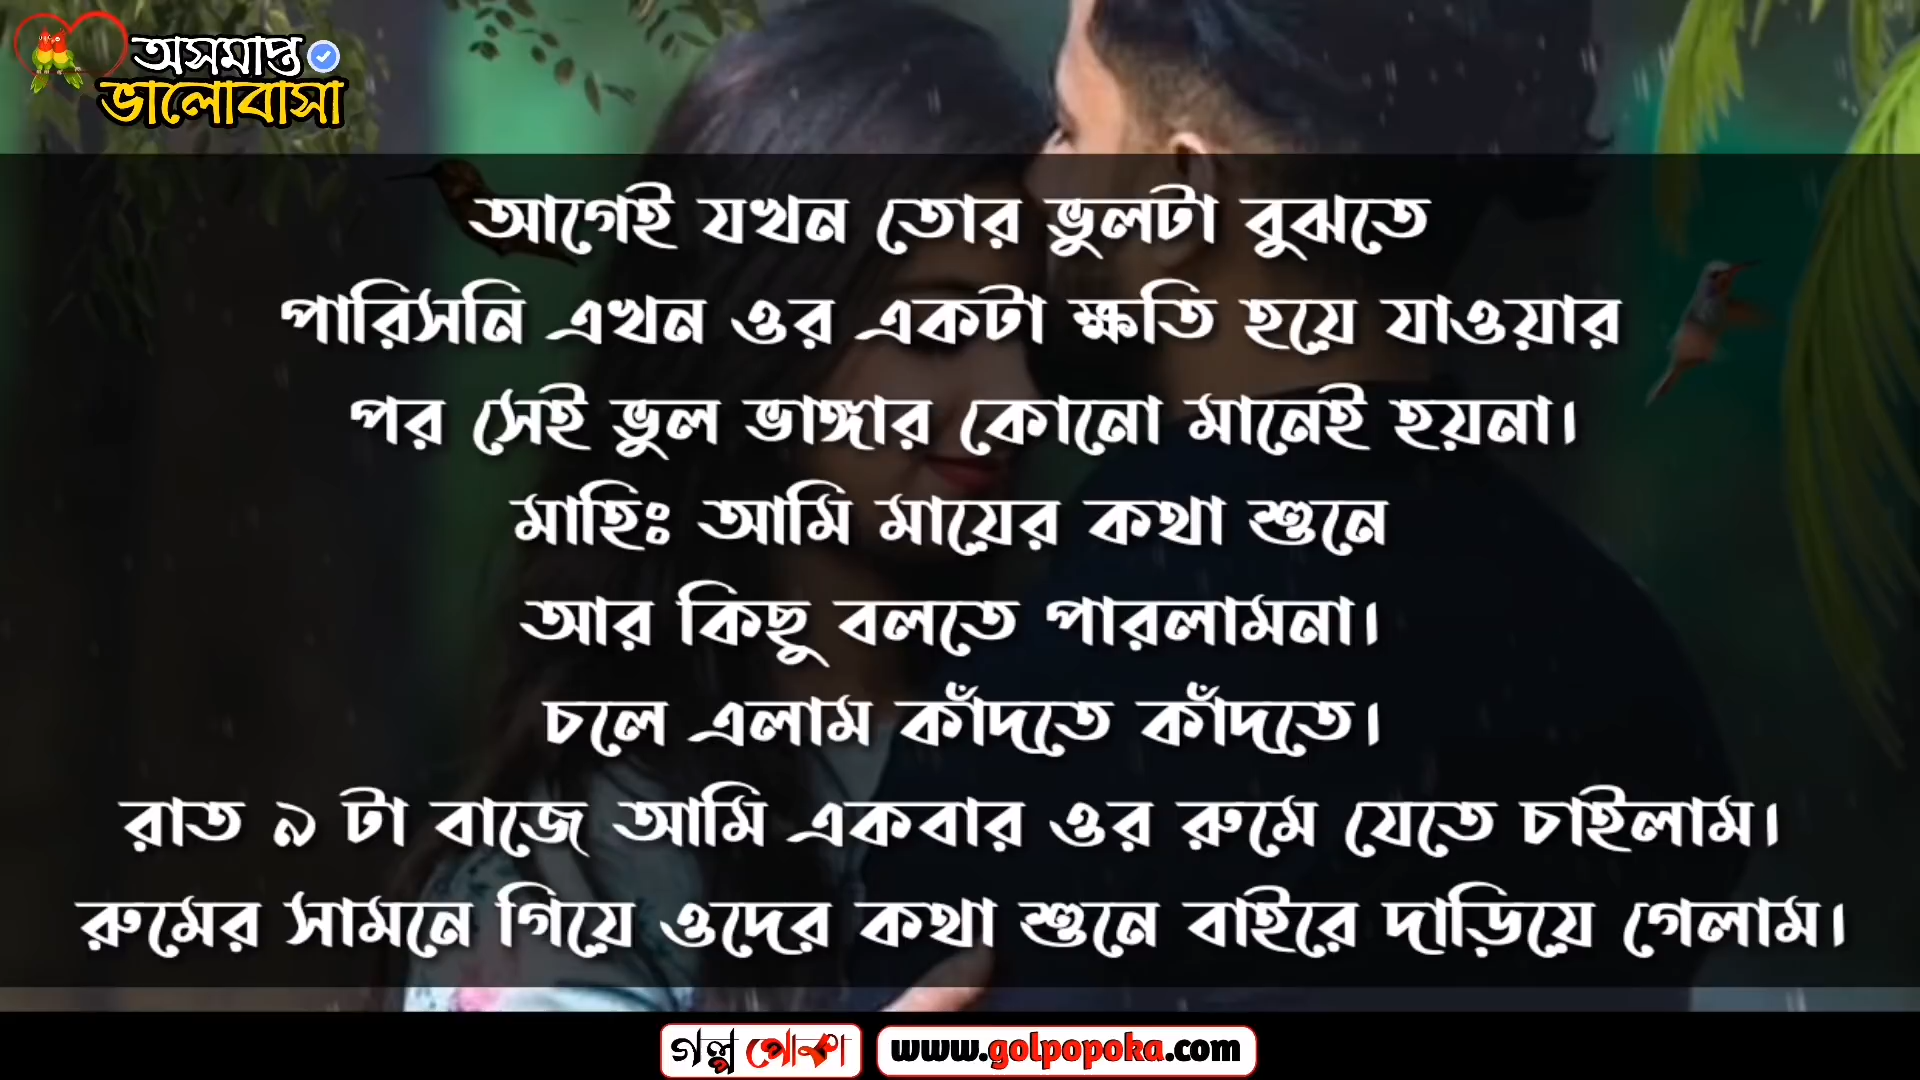 অসমাপ্ত
ভালোবাসা
আগেই যখন তোর ভুলটা বুঝতে
পারিসনি এখন ওর একটা ক্ষতি হয়ে যাওয়ার
পর সেই ভুল ভাঙ্গার কোনো মানেই হয়না।
মাহিঃ আমি মায়ের কথা শুনে
আর কিছু বলতে পারলামনা।
চলে এলাম কাঁদতে কাঁদতে।
রাত ৯ টা বাজে আমি একবার ওর রুমে যেতে চাইলাম।
রুমের সামনে গিয়ে ওদের কথা শুনে বাইরে দাড়িয়ে গেলাম।
গল্প পোকা www.golpopoka.com